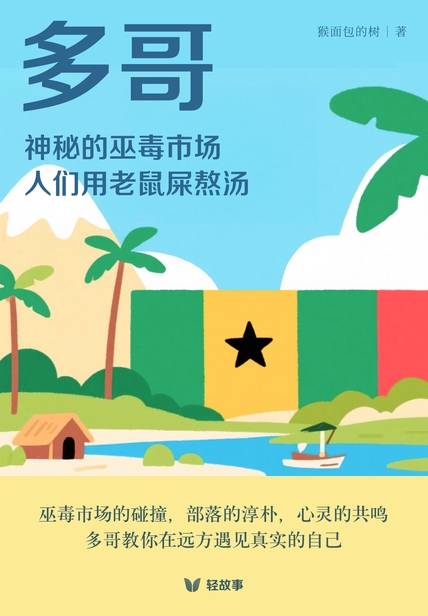 多哥
猴面包的树｜著
神秘的巫毒市场
人们用老鼠屎熬汤
巫毒市场的碰撞，部落的淳朴，心灵的共鸣
多哥教你在远方遇见真实的自己
轻故事